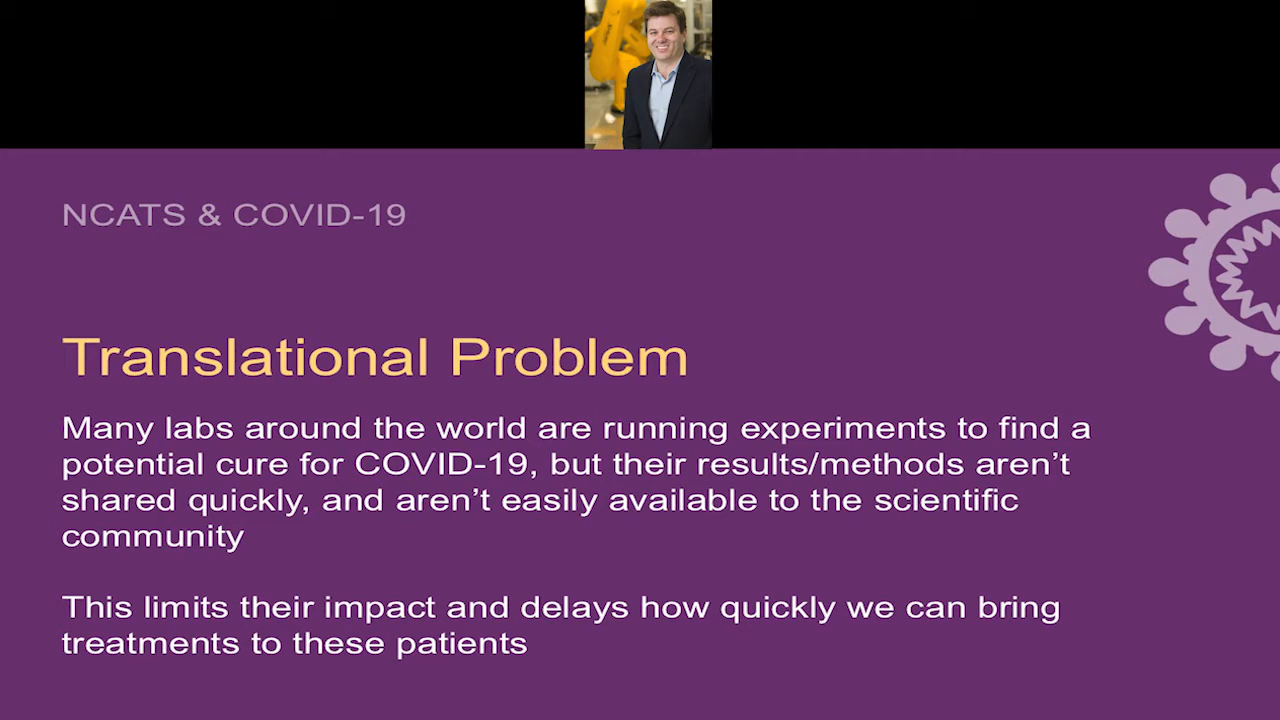 NCATS & COVID-19
Translational Problem
Many labs around the world are running experiments to find a
potential cure for COVID-19, but their results/methods aren’t
shared quickly, and aren’t easily available to the scientific
community
This limits their impact and delays how quickly we can bring
treatments to these patients